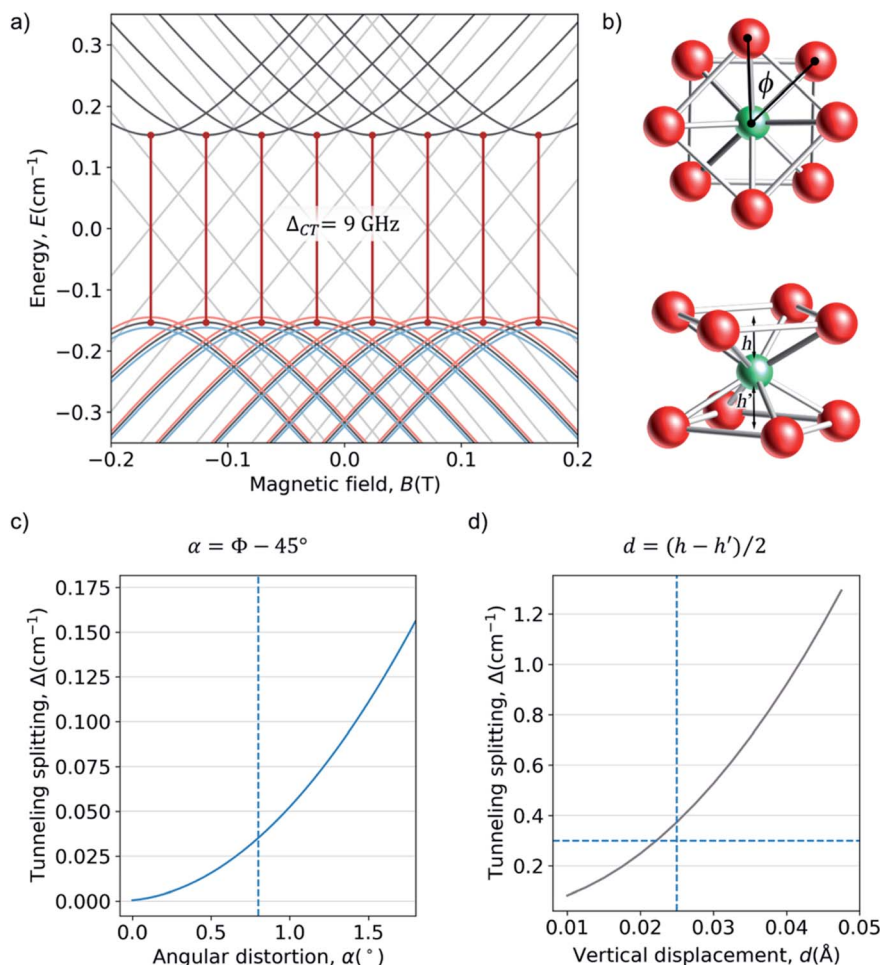 a)
b)
Energy, E(cm⁻¹)
0.3
0.2
0.1
0.0
−0.1
−0.2
−0.3
Δ_CT = 9 GHz
−0.2
−0.1
0.0
0.1
0.2
Magnetic field, B(T)
ϕ
h
h'
c)
α = Φ − 45°
Tunneling splitting, Δ(cm⁻¹)
0.175
0.150
0.125
0.100
0.075
0.050
0.025
0.000
0.0
0.5
1.0
1.5
Angular distortion, α(°)
d)
d = (h − h′)/2
Tunneling splitting, Δ(cm⁻¹)
1.2
1.0
0.8
0.6
0.4
0.2
0.01
0.02
0.03
0.04
0.05
Vertical displacement, d(Å)